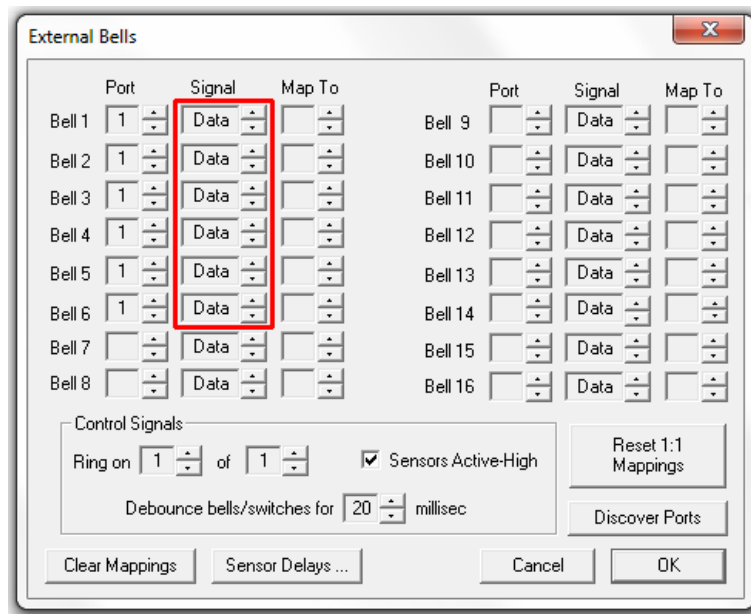 External Bells
Port Signal Map To Port Signal Map To
Bell 1 1 Data Bell 9 Data
Bell 2 1 Data Bell 10 Data
Bell 3 1 Data Bell 11 Data
Bell 4 1 Data Bell 12 Data
Bell 5 1 Data Bell 13 Data
Bell 6 1 Data Bell 14 Data
Bell 7 Data Bell 15 Data
Bell 8 Data Bell 16 Data
Control Signals
Ring on 1 of 1 Sensors Active-High
Debounce bells/switches for 20 millisec
Reset 1:1
Mappings
Discover Ports
Clear Mappings Sensor Delays ... Cancel OK